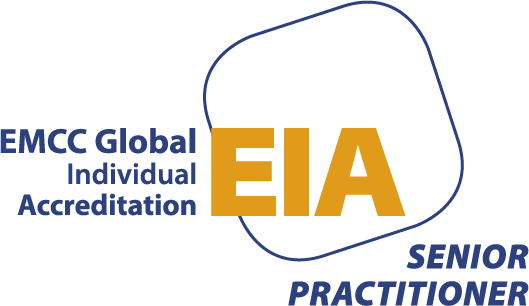 EMCC Global
Individual
Accreditation
EIA
SENIOR
PRACTITIONER